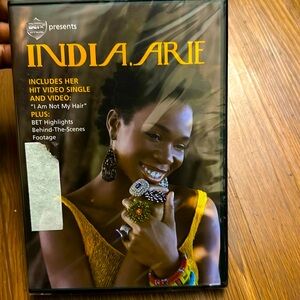 presents
INDIA.ARIE
INCLUDES HER
HIT VIDEO SINGLE
AND VIDEO:
"I Am Not My Hair"
PLUS:
BET Highlights
Behind-The-Scenes
Footage